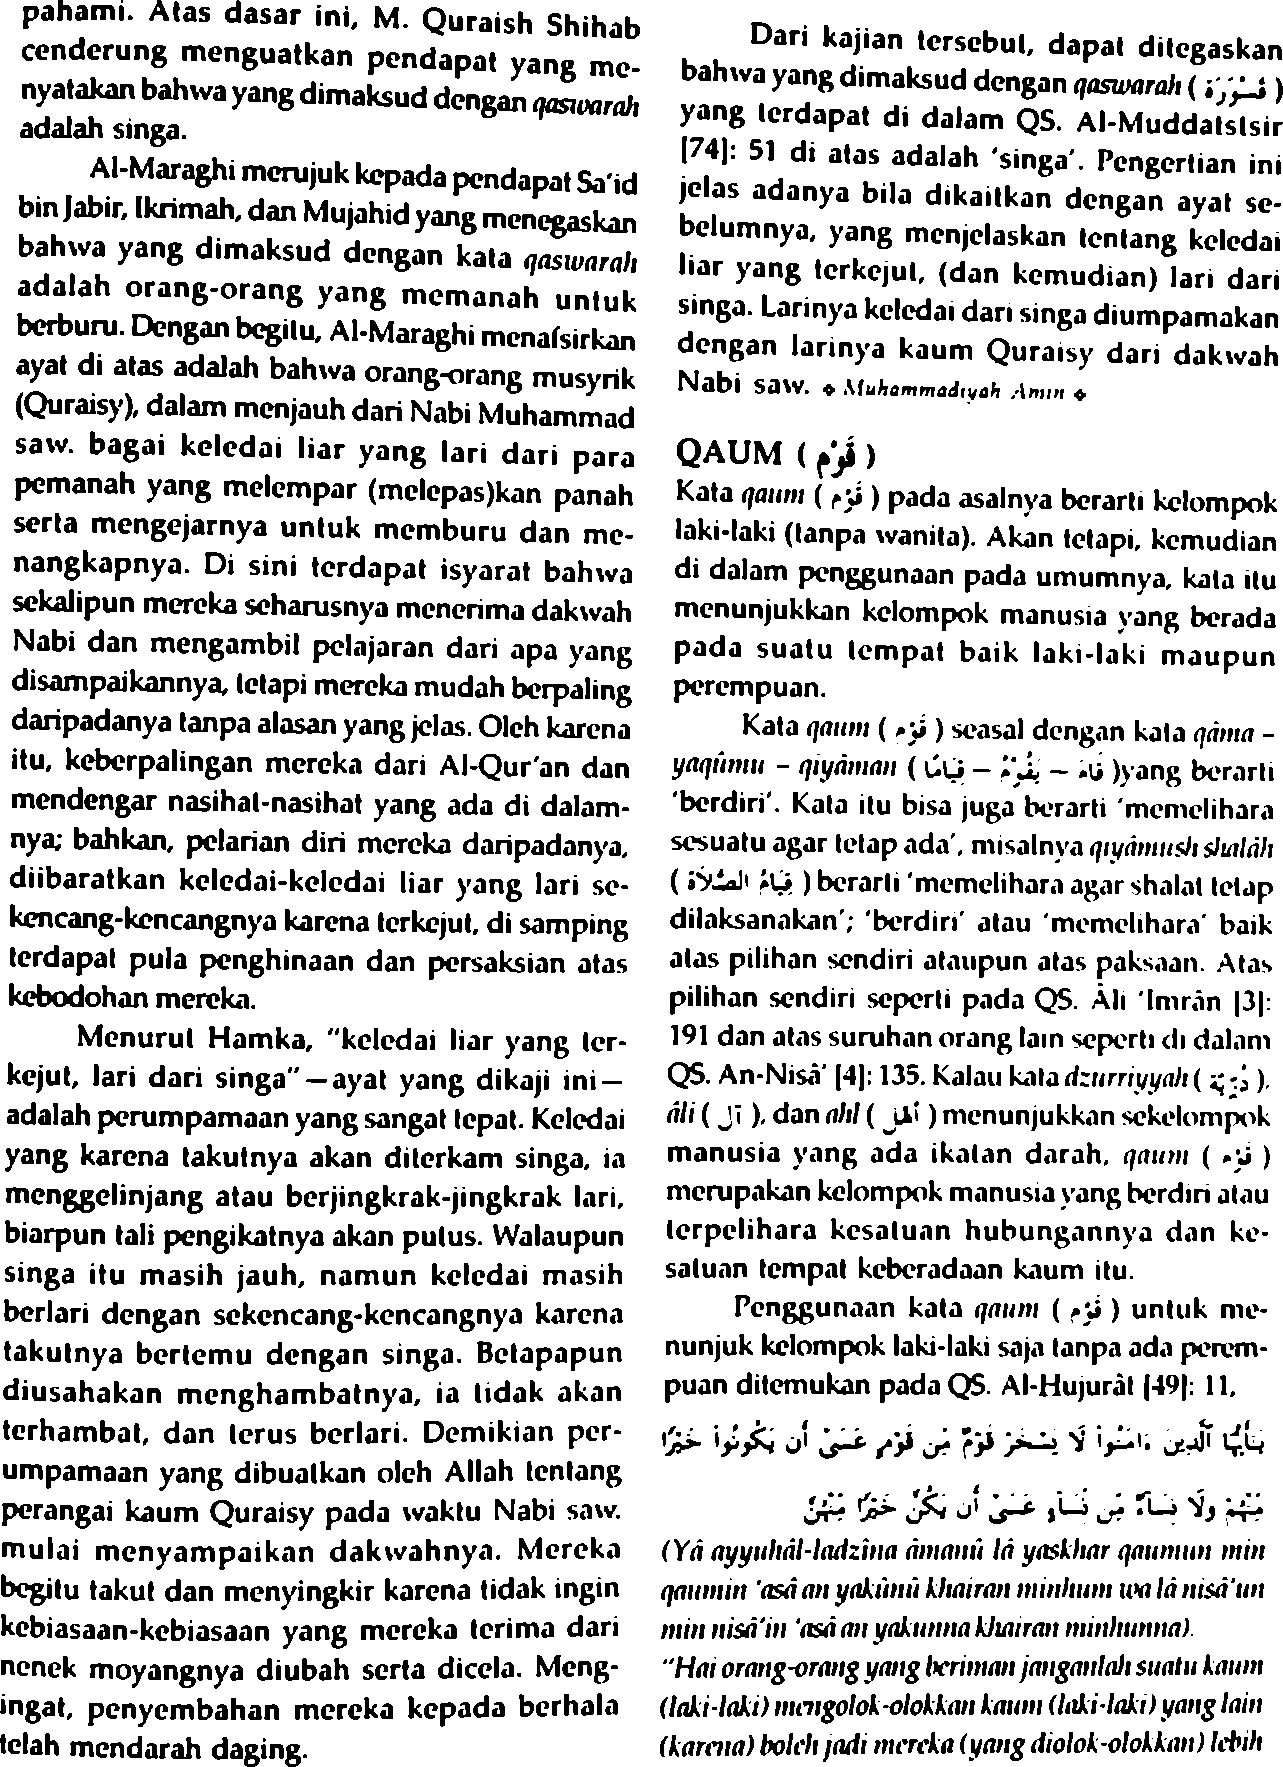 pahami. Atas dasar ini, M. Quraish Shihab
cenderung menguatkan pendapat yang me-
nyatakan bahwa yang dimaksud dengan qaswarah
adalah singa.
Al-Maraghi merujuk kepada pendapat Sa'id
bin Jabir, Ikrimah, dan Mujahid yang menegaskan
bahwa yang dimaksud dengan kata qaswarah
adalah orang-orang yang memanah untuk
berburu. Dengan begitu, Al-Maraghi menafsirkan
ayat di atas adalah bahwa orang-orang musyrik
(Quraisy), dalam menjauh dari Nabi Muhammad
saw. bagai keledai liar yang lari dari para
pemanah yang melempar (melepas)kan panah
serta mengejarnya untuk memburu dan me-
nangkapnya. Di sini terdapat isyarat bahwa
sekalipun mereka seharusnya menerima dakwah
Nabi dan mengambil pelajaran dari apa yang
disampaikannya, tetapi mereka mudah berpaling
daripadanya tanpa alasan yang jelas. Oleh karena
itu, keberpalingan mereka dari Al-Qur'an dan
mendengar nasihat-nasihat yang ada di dalam-
nya; bahkan, pelarian diri mereka daripadanya,
diibaratkan keledai-keledai liar yang lari se-
kencang-kencangnya karena terkejut, di samping
terdapat pula penghinaan dan persaksian atas
kebodohan mereka.
Menurut Hamka, "keledai liar yang ter-
kejut, lari dari singa"—ayat yang dikaji ini—
adalah perumpamaan yang sangat tepat. Keledai
yang karena takutnya akan diterkam singa, ia
menggelinjang atau berjingkrak-jingkrak lari,
biarpun tali pengikatnya akan putus. Walaupun
singa itu masih jauh, namun keledai masih
berlari dengan sekencang-kencangnya karena
takutnya bertemu dengan singa. Betapapun
diusahakan menghambatnya, ia tidak akan
terhambat, dan terus berlari. Demikian per-
umpamaan yang dibuatkan oleh Allah tentang
perangai kaum Quraisy pada waktu Nabi saw.
mulai menyampaikan dakwahnya. Mereka
begitu takut dan menyingkir karena tidak ingin
kebiasaan-kebiasaan yang mereka terima dari
nenek moyangnya diubah serta dicela. Meng-
ingat, penyembahan mereka kepada berhala
telah mendarah daging.
Dari kajian tersebut, dapat ditegaskan
bahwa yang dimaksud dengan qaswarah ( قَسْوَرَة )
yang terdapat di dalam QS. Al-Muddatstsir
[74]: 51 di atas adalah 'singa'. Pengertian ini
jelas adanya bila dikaitkan dengan ayat se-
belumnya, yang menjelaskan tentang keledai
liar yang terkejut, (dan kemudian) lari dari
singa. Larinya keledai dari singa diumpamakan
dengan larinya kaum Quraisy dari dakwah
Nabi saw. ❖ Muhammadiyah Amin ❖
QAUM ( قَوْم )
Kata qaum ( قَوْم ) pada asalnya berarti kelompok
laki-laki (tanpa wanita). Akan tetapi, kemudian
di dalam penggunaan pada umumnya, kata itu
menunjukkan kelompok manusia yang berada
pada suatu tempat baik laki-laki maupun
perempuan.
Kata qaum ( قَوْم ) seasal dengan kata qâma –
yaqûmu – qiyâman ( قَامَ – يَقُوْمُ – قِيَامًا )yang berarti
'berdiri'. Kata itu bisa juga berarti 'memelihara
sesuatu agar tetap ada', misalnya qiyâmush shalâh
( قِيَامُ الصَّلَاة ) berarti 'memelihara agar shalat tetap
dilaksanakan'; 'berdiri' atau 'memelihara' baik
atas pilihan sendiri ataupun atas paksaan. Atas
pilihan sendiri seperti pada QS. Âli 'Imrân [3]:
191 dan atas suruhan orang lain seperti di dalam
QS. An-Nisâ' [4]: 135. Kalau kata dzurriyyah ( ذُرِّيَّة ),
âli ( آل ), dan ahl ( أَهْل ) menunjukkan sekelompok
manusia yang ada ikatan darah, qaum ( قَوْم )
merupakan kelompok manusia yang berdiri atau
terpelihara kesatuan hubungannya dan ke-
satuan tempat keberadaan kaum itu.
Penggunaan kata qaum ( قَوْم ) untuk me-
nunjuk kelompok laki-laki saja tanpa ada perem-
puan ditemukan pada QS. Al-Hujurât [49]: 11,
يَٰٓأَيُّهَا ٱلَّذِينَ ءَامَنُوا۟ لَا يَسْخَرْ قَوْمٌ مِّن قَوْمٍ عَسَىٰٓ أَن يَكُونُوا۟ خَيْرًا
مِّنْهُمْ وَلَا نِسَآءٌ مِّن نِّسَآءٍ عَسَىٰٓ أَن يَكُنَّ خَيْرًا مِّنْهُنَّ
(Yâ ayyuhâl-ladzîna âmanû lâ yaskhar qaumun min
qaumin 'asâ an yakûnû khairan minhum wa lâ nisâ'un
min nisâ'in 'asâ an yakunna khairan minhunna).
"Hai orang-orang yang beriman janganlah suatu kaum
(laki-laki) mengolok-olokkan kaum (laki-laki) yang lain
(karena) boleh jadi mereka (yang diolok-olokkan) lebih